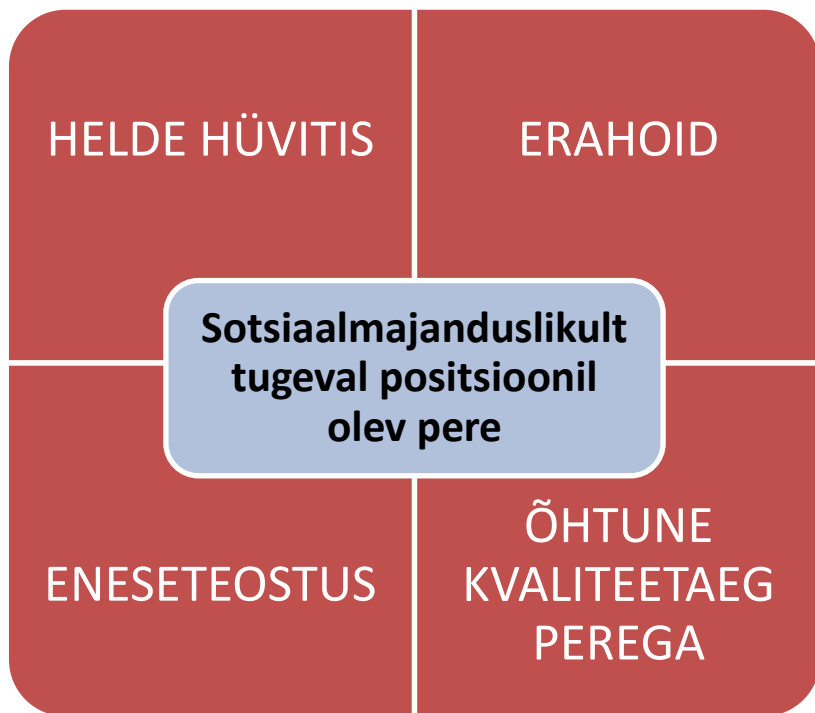 HELDE HÜVITIS
ERAHOID
Sotsiaalmajanduslikult
tugeval positsioonil
olev pere
ENESETEOSTUS
ÕHTUNE
KVALITEETAEG
PEREGA